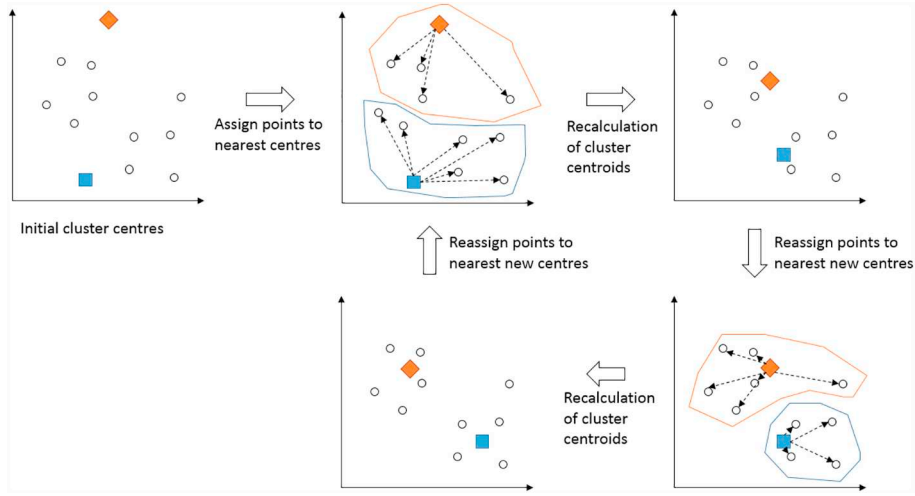 Initial cluster centres
Assign points to
nearest centres
Recalculation
of cluster
centroids
Reassign points to
nearest new centres
Reassign points to
nearest new centres
Recalculation
of cluster
centroids